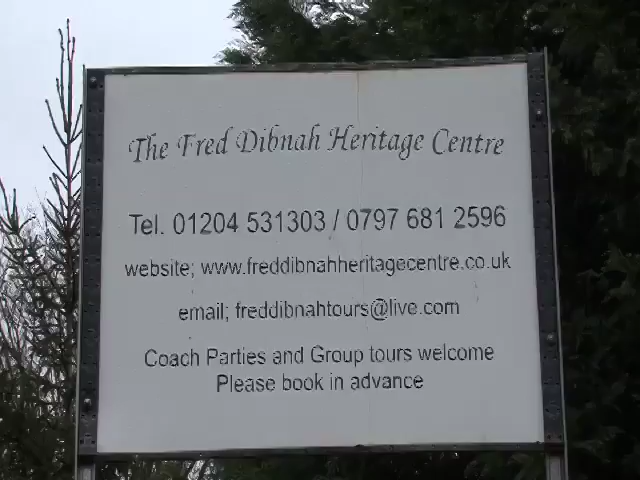 The Fred Dibnah Heritage Centre
Tel. 01204 531303 / 0797 681 2596
website; www.freddibnahheritagecentre.co.uk
email; freddibnahtours@live.com
Coach Parties and Group tours welcome
Please book in advance